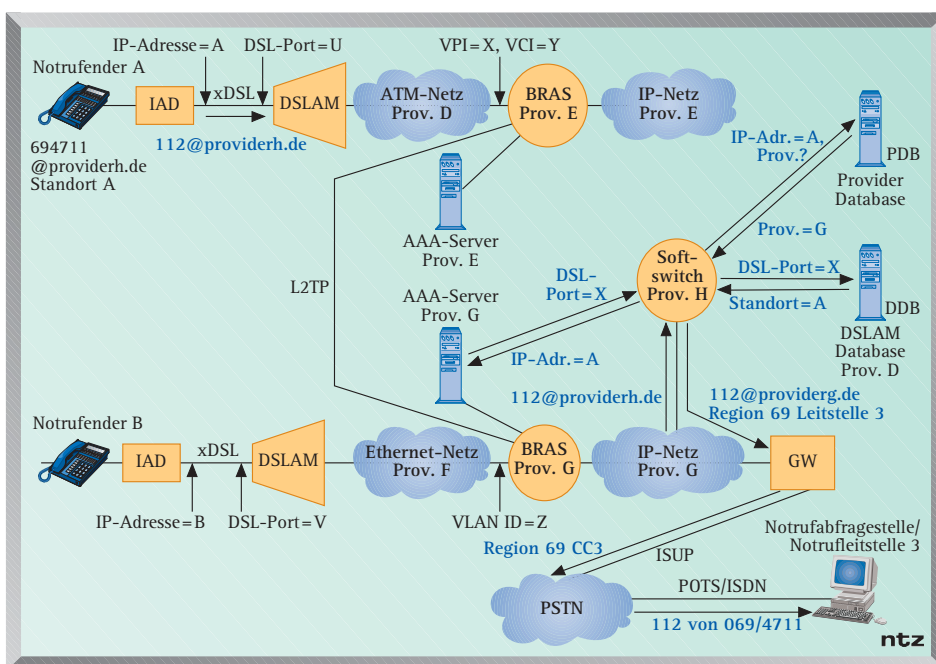 IP-Adresse=A
DSL-Port=U
VPI=X, VCI=Y
Notrufender A
IAD
xDSL
DSLAM
ATM-Netz
Prov. D
BRAS
Prov. E
IP-Netz
Prov. E
112@providerh.de
694711
@providerh.de
Standort A
IP-Adr.=A,
Prov.?
PDB
Provider
Database
Prov.=G
AAA-Server
Prov. E
L2TP
AAA-Server
Prov. G
DSL-
Port=X
IP-Adr.=A
Soft-
switch
Prov. H
DSL-Port=X
Standort=A
DDB
DSLAM
Database
Prov. D
112@providerh.de
112@providerg.de
Region 69 Leitstelle 3
Notrufender B
IAD
xDSL
DSLAM
Ethernet-Netz
Prov. F
BRAS
Prov. G
IP-Netz
Prov. G
GW
IP-Adresse=B
DSL-Port=V
VLAN ID=Z
Region 69 CC3
ISUP
Notrufabfragestelle/
Notrufleitstelle 3
PSTN
POTS/ISDN
112 von 069/4711
ntz